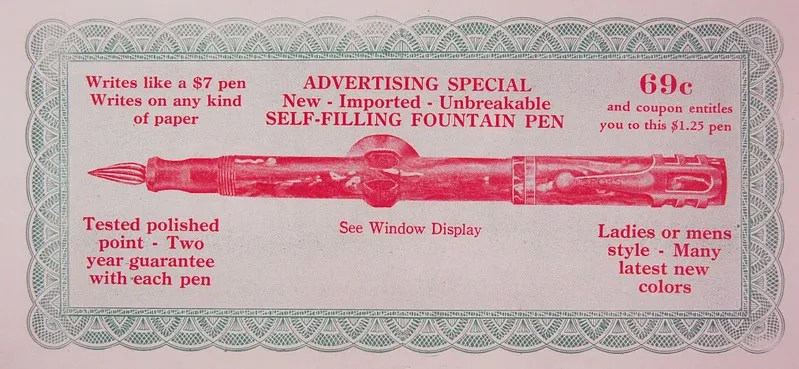 Writes like a $7 pen
Writes on any kind
of paper
ADVERTISING SPECIAL
New - Imported - Unbreakable
SELF-FILLING FOUNTAIN PEN
69c
and coupon entitles
you to this $1.25 pen
See Window Display
Tested polished
point - Two
year guarantee
with each pen
Ladies or mens
style - Many
latest new
colors